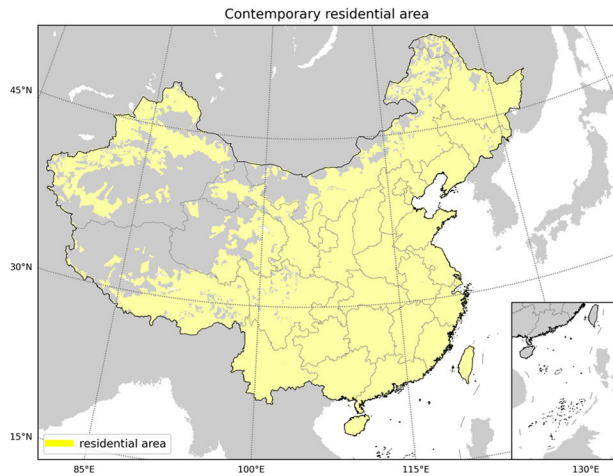 Contemporary residential area
45°N
30°N
15°N
residential area
85°E
100°E
115°E
130°E